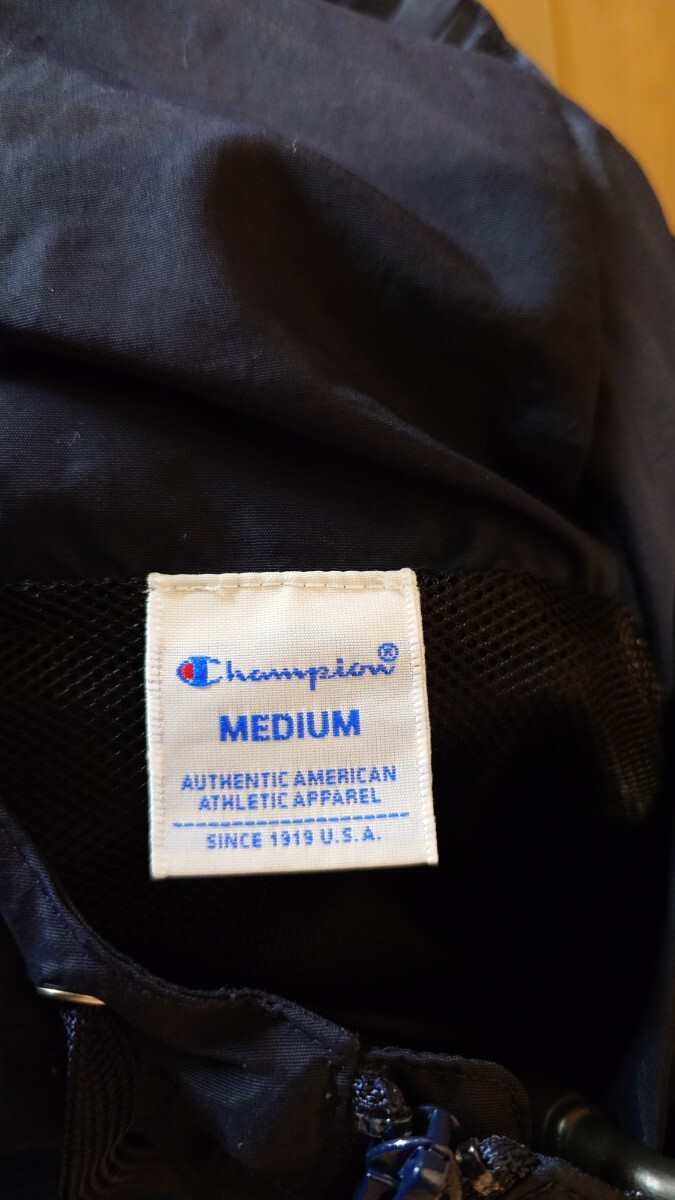 Champion®
MEDIUM
AUTHENTIC AMERICAN
ATHLETIC APPAREL
SINCE 1919 U.S.A.